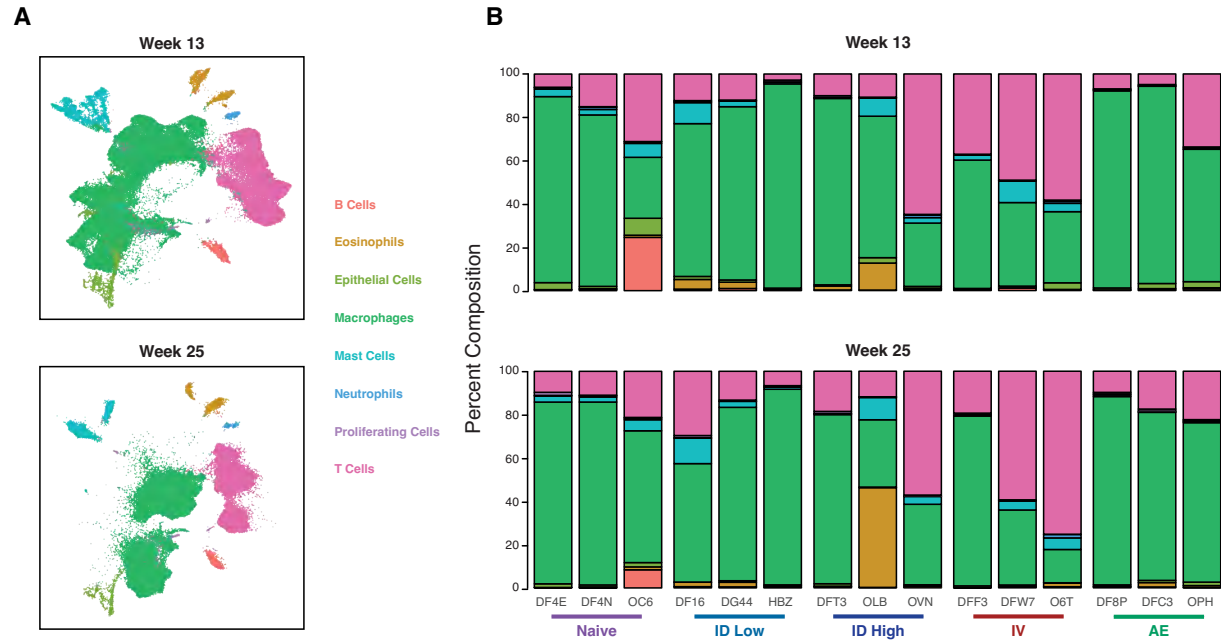 A
B
Week 13
Week 13
B Cells
Eosinophils
Epithelial Cells
Macrophages
Mast Cells
Neutrophils
Proliferating Cells
T Cells
Week 25
Percent Composition
100
80
60
40
20
0
Week 25
100
80
60
40
20
0
DF4E DF4N OC6 DF16 DG44 HBZ DFT3 OLB OVN DFF3 DFW7 O6T DF8P DFC3 OPH
Naive ID Low ID High IV AE